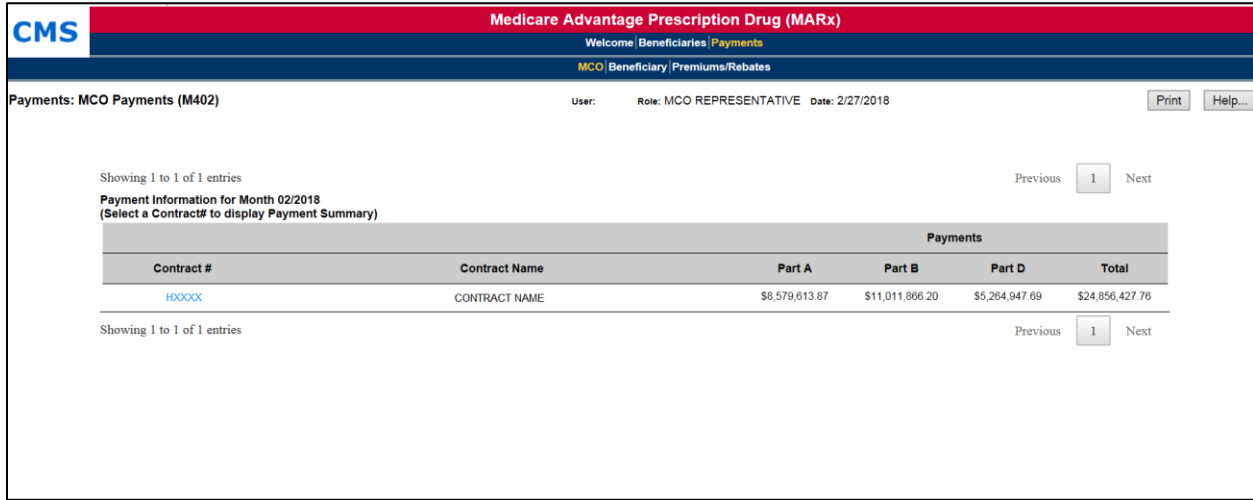 CMS
Medicare Advantage Prescription Drug (MARx)
Welcome|Beneficiaries|Payments
MCO|Beneficiary|Premiums/Rebates
Payments: MCO Payments (M402) User: Role: MCO REPRESENTATIVE Date: 2/27/2018 Print Help...
Showing 1 to 1 of 1 entries Previous 1 Next
Payment Information for Month 02/2018
(Select a Contract# to display Payment Summary)
Payments
Contract # Contract Name Part A Part B Part D Total
HXXXX CONTRACT NAME $8,579,613.87 $11,011,866.20 $5,264,947.69 $24,856,427.76
Showing 1 to 1 of 1 entries Previous 1 Next